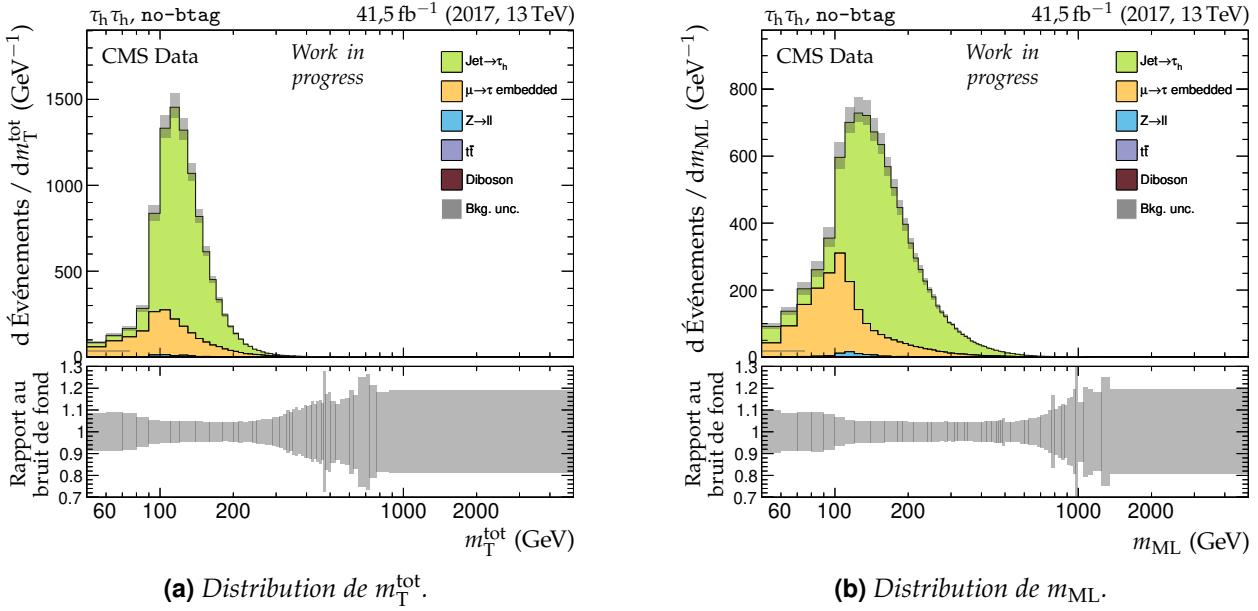 τhτh, no-btag 41,5 fb−1 (2017, 13 TeV)
CMS Data
Work in
progress
Jet→τh
μ→τ embedded
Z→ll
tt̄
Diboson
Bkg. unc.
d Événements / dmTtot (GeV−1)
1500
1000
500
0
1.3
1.2
1.1
1
0.9
0.8
0.7
Rapport au
bruit de fond
60 100 200 1000 2000
mTtot (GeV)
(a) Distribution de mTtot.
τhτh, no-btag 41,5 fb−1 (2017, 13 TeV)
CMS Data
Work in
progress
Jet→τh
μ→τ embedded
Z→ll
tt̄
Diboson
Bkg. unc.
d Événements / dmML (GeV−1)
800
600
400
200
0
1.3
1.2
1.1
1
0.9
0.8
0.7
Rapport au
bruit de fond
60 100 200 1000 2000
mML (GeV)
(b) Distribution de mML.